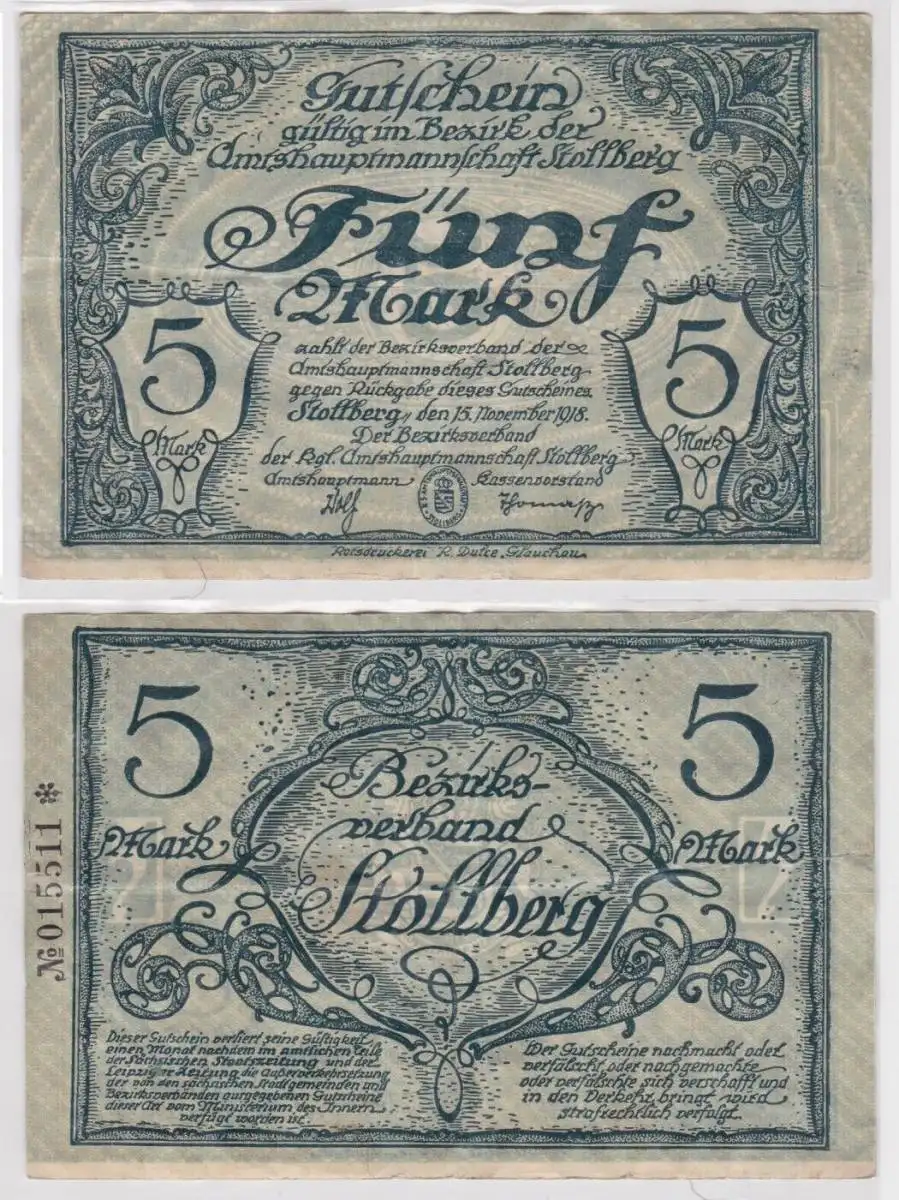 Gutschein
gültig im Bezirk der
Amtshauptmannschaft Stollberg
Fünf
Mark
5
Mark
5
Mark
zahlt der Bezirksverband der
Amtshauptmannschaft Stollberg
gegen Rückgabe dieses Gutscheines.
Stollberg, den 15. November 1918.
Der Bezirksverband
der Kgl. Amtshauptmannschaft Stollberg
Amtshauptmann Kassenvorstand
Ratsdruckerei R. Dulce, Glauchau
5
Mark
5
Mark
Bezirks-
verband
Stollberg
№ 015511 *
Dieser Gutschein verliert seine Gültigkeit
einen Monat nachdem im amtlichen Teile
der Sächsischen Staatszeitung und der
Leipziger Zeitung die Außerverkehrsetzung
der von den sächsischen Stadtgemeinden und
Bezirksverbänden ausgegebenen Gutscheine
dieser Art vom Ministerium des Innern
verfügt worden ist.
Wer Gutscheine nachmacht oder
verfälscht, oder nachgemachte
oder verfälschte sich verschafft und
in den Verkehr bringt, wird
strafrechtlich verfolgt.